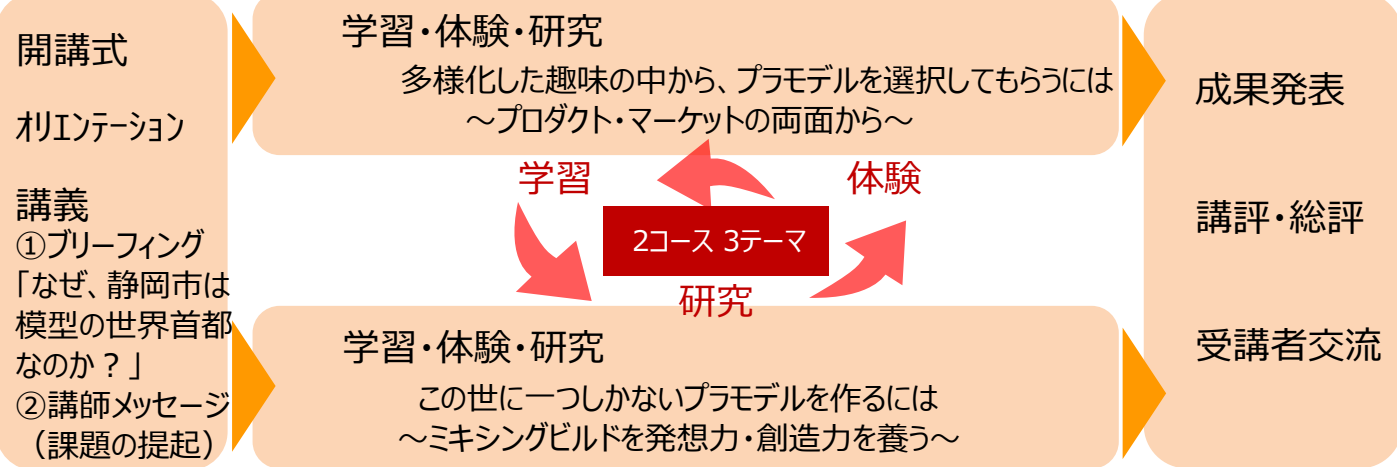 開講式
オリエンテーション
講義
①ブリーフィング
「なぜ、静岡市は
模型の世界首都
なのか？」
②講師メッセージ
（課題の提起）
学習・体験・研究
多様化した趣味の中から、プラモデルを選択してもらうには
～プロダクト・マーケットの両面から～
学習
体験
2コース 3テーマ
研究
学習・体験・研究
この世に一つしかないプラモデルを作るには
～ミキシングビルドを発想力・創造力を養う～
成果発表
講評・総評
受講者交流